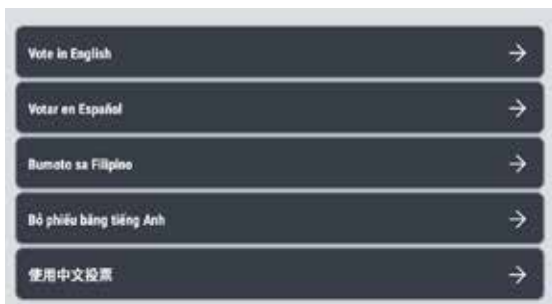 Vote in English
Votar en Español
Bumoto sa Filipino
Bỏ phiếu bằng tiếng Anh
使用中文投票